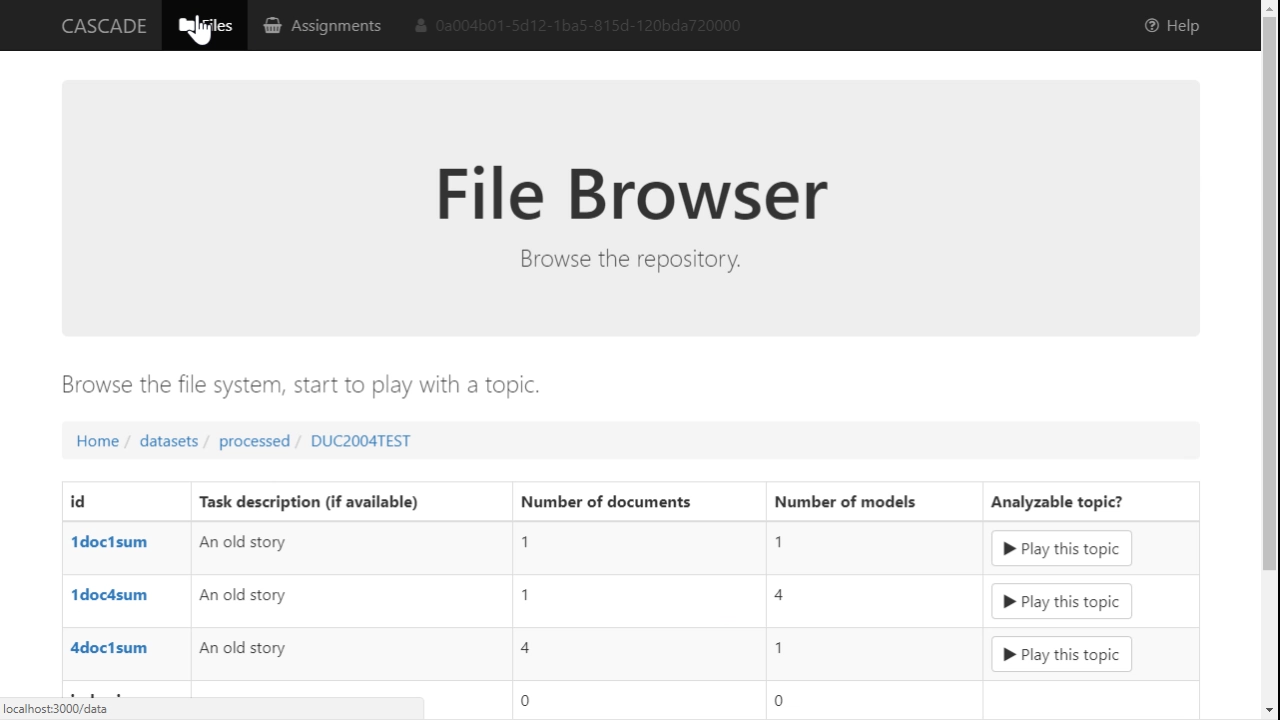 CASCADE Files Assignments 0a004b01-5d12-1ba5-815d-120bda720000 Help
File Browser
Browse the repository.
Browse the file system, start to play with a topic.
Home / datasets / processed / DUC2004TEST
id Task description (if available) Number of documents Number of models Analyzable topic?
1doc1sum An old story 1 1 Play this topic
1doc4sum An old story 1 4 Play this topic
4doc1sum An old story 4 1 Play this topic
0 0
localhost:3000/data